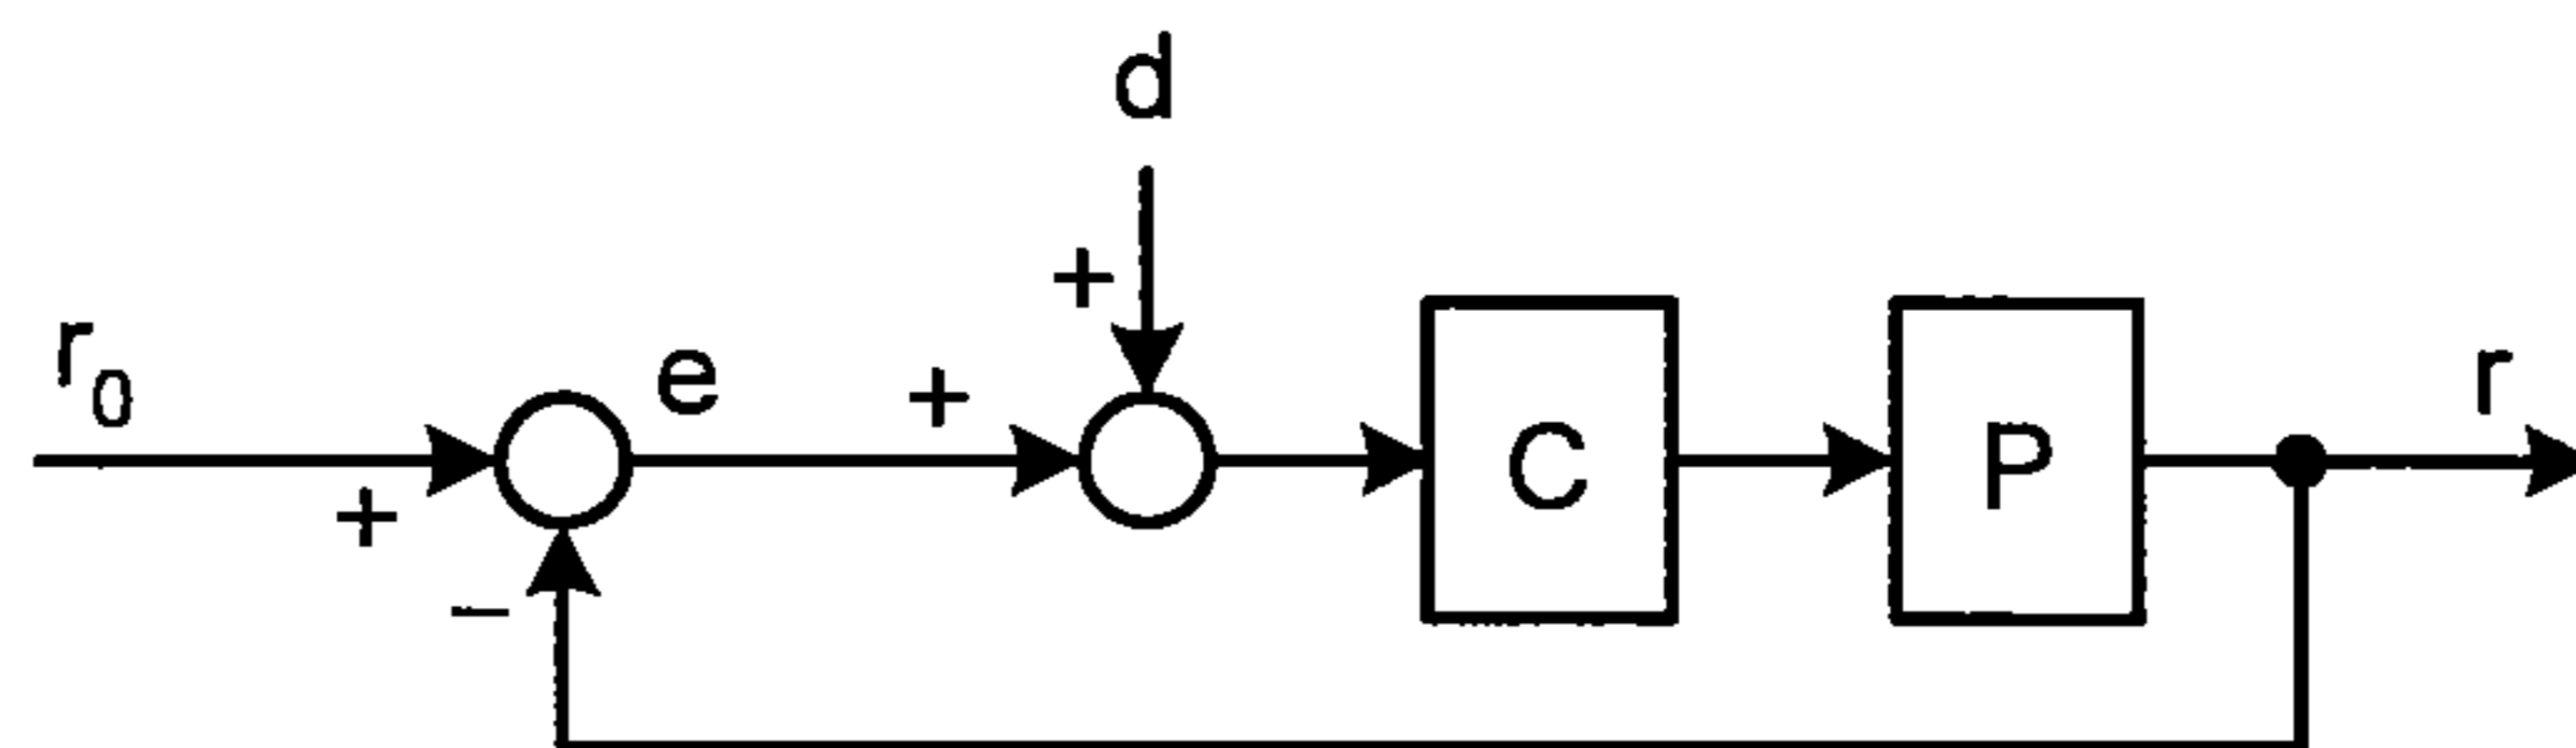 d
+
r₀ e + C P r
+
−